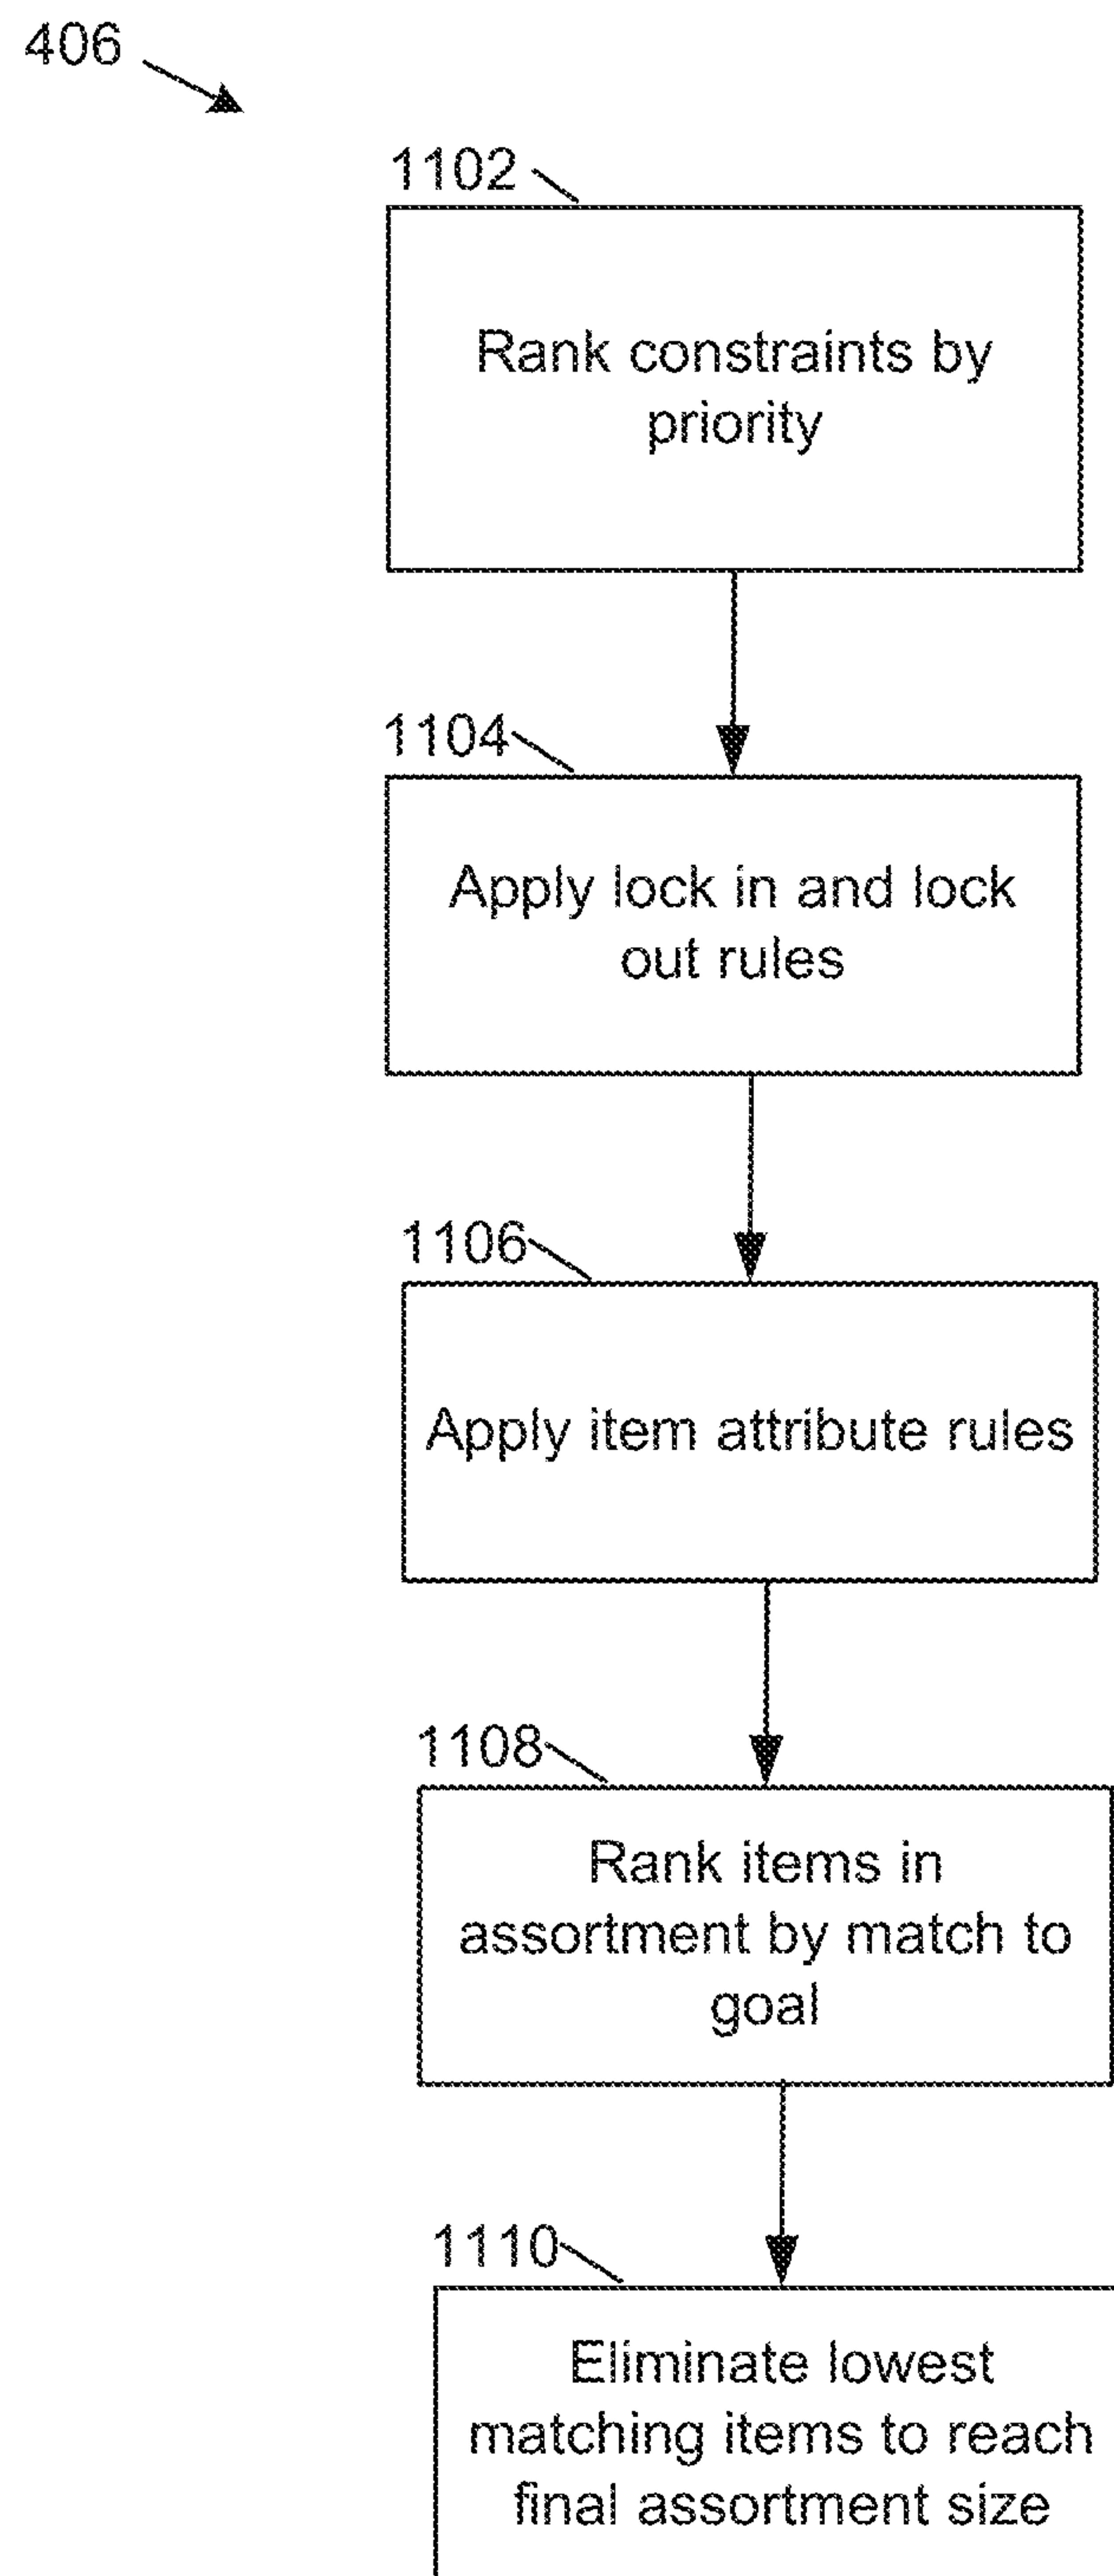 406
1102
Rank constraints by
priority
1104
Apply lock in and lock
out rules
1106
Apply item attribute rules
1108
Rank items in
assortment by match to
goal
1110
Eliminate lowest
matching items to reach
final assortment size